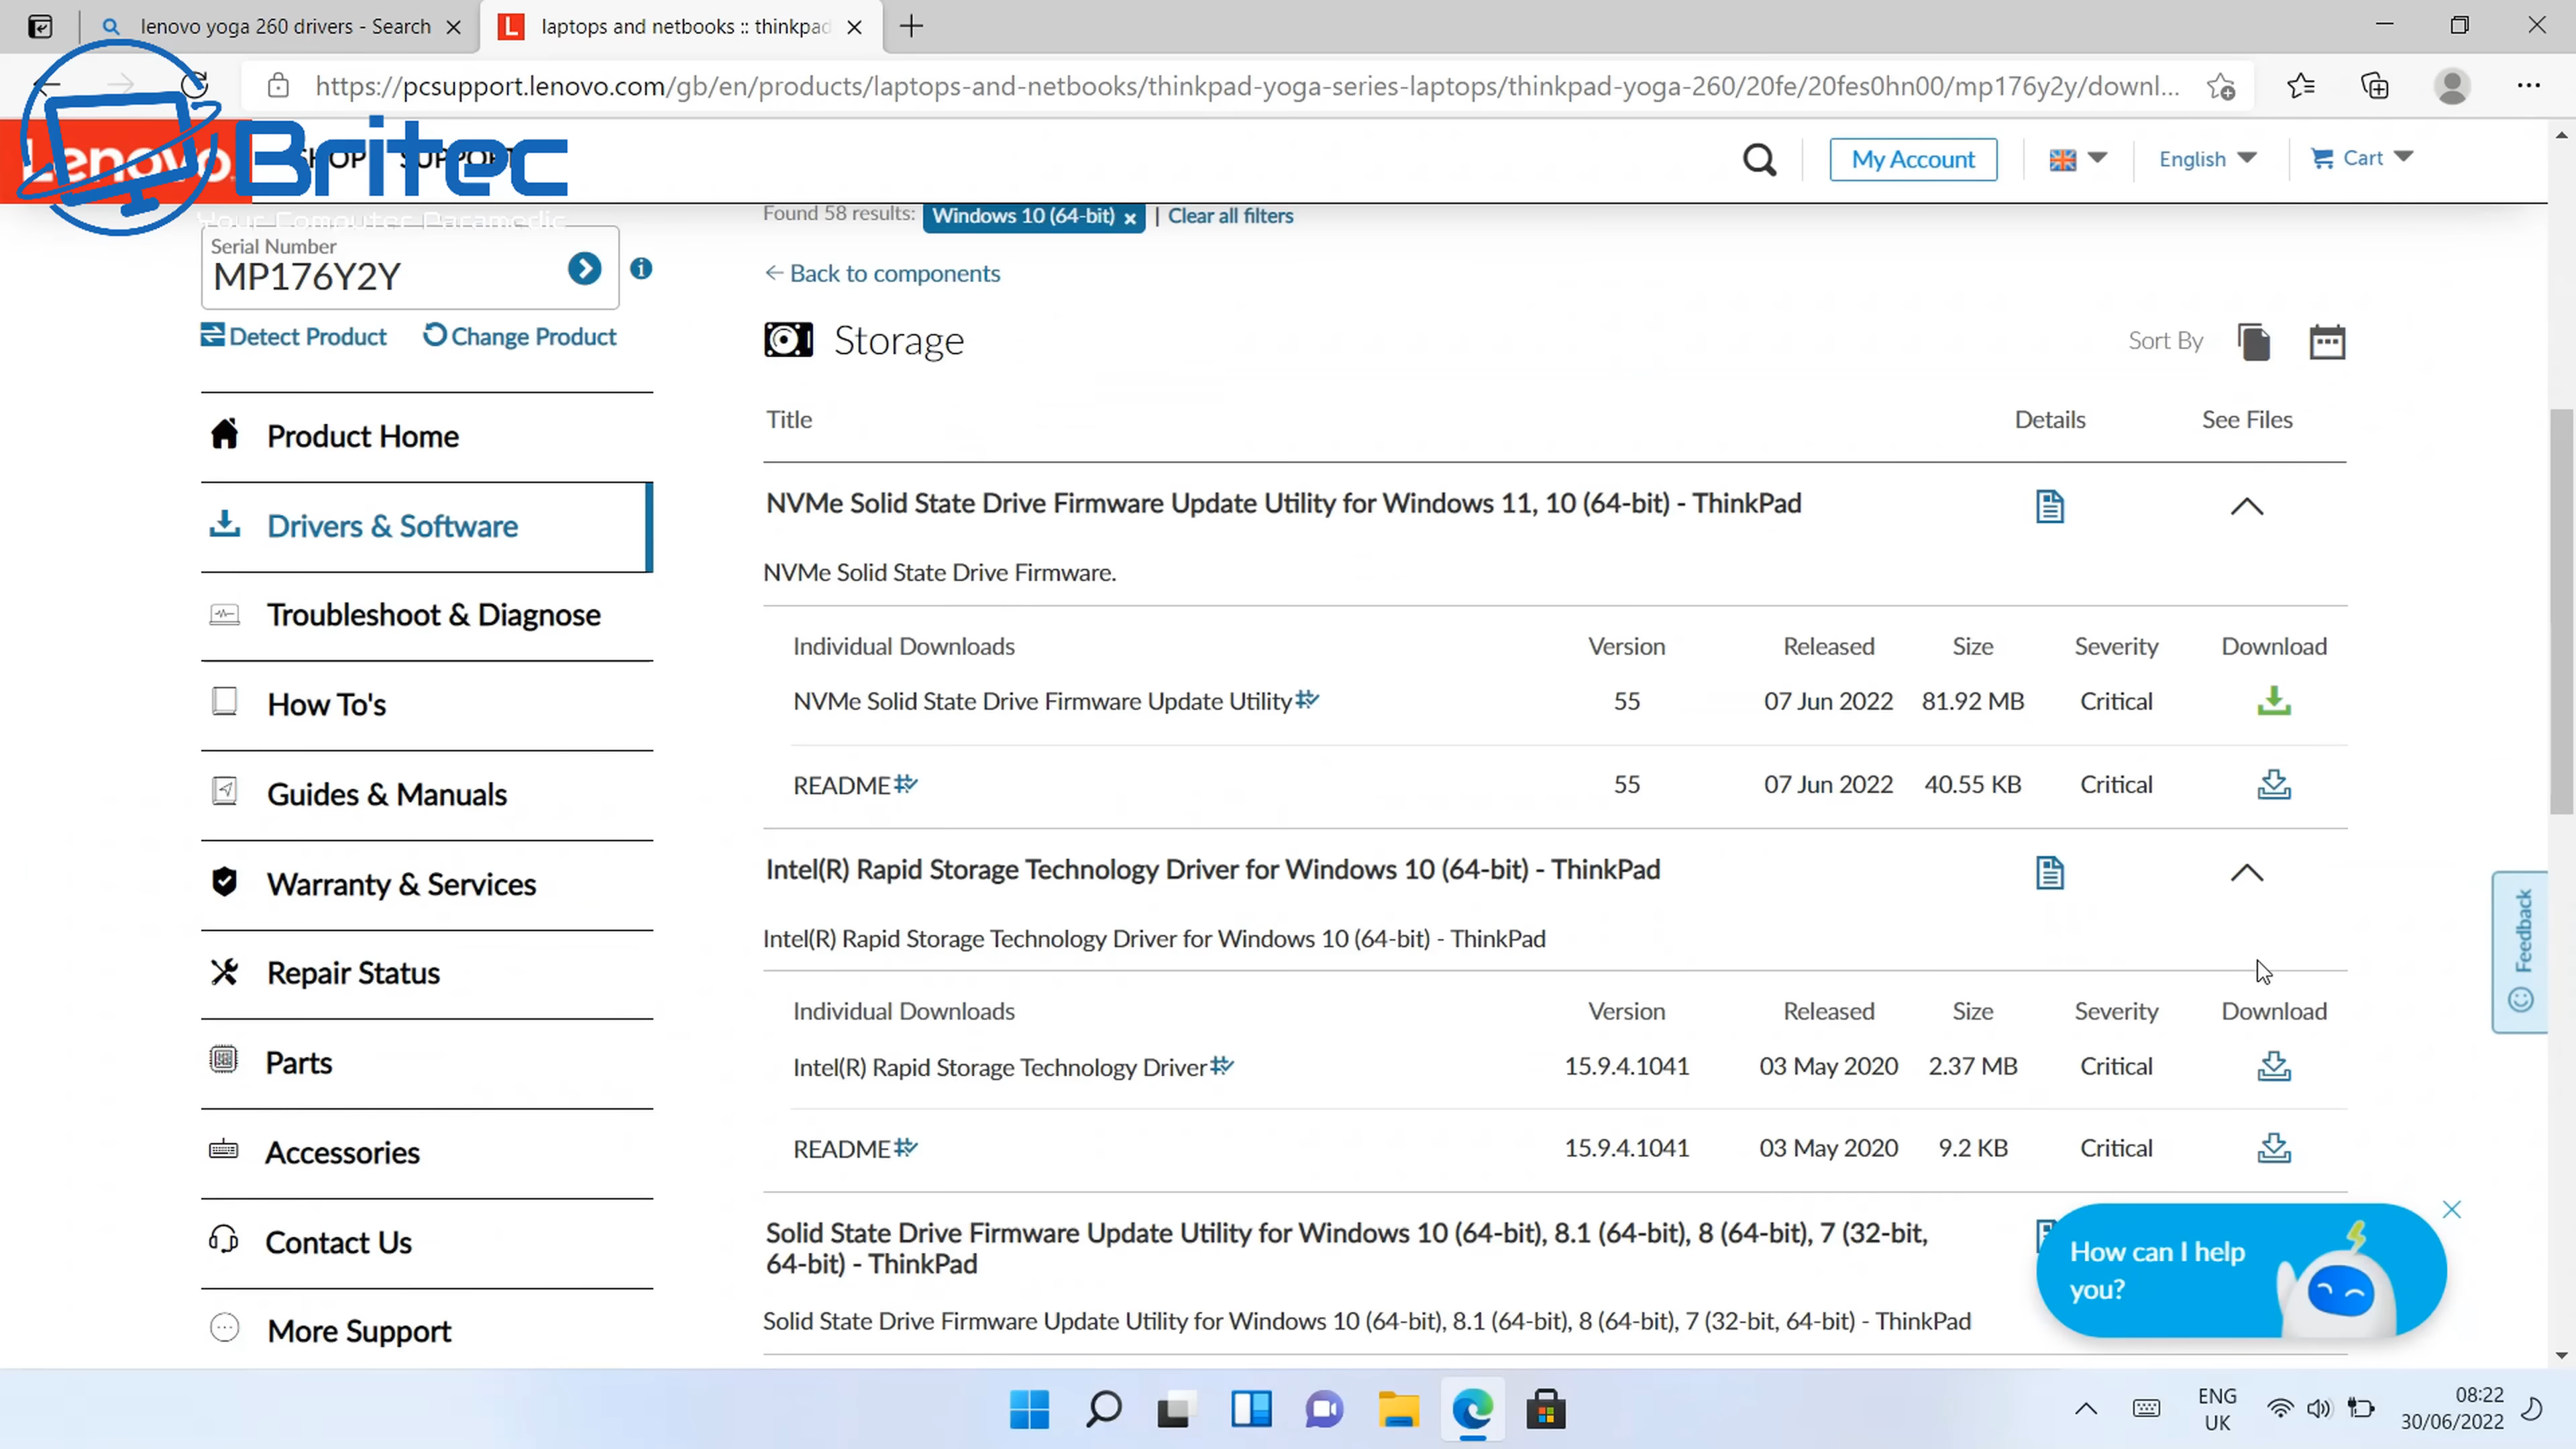 lenovo yoga 260 drivers - Search
laptops and netbooks :: thinkpad
https://pcsupport.lenovo.com/gb/en/products/laptops-and-netbooks/thinkpad-yoga-series-laptops/thinkpad-yoga-260/20fe/20fes0hn00/mp176y2y/downl...
Lenovo
SHOP SUPPORT
Britec
Your Computer Paramedic
My Account
English
Cart
Found 58 results:
Windows 10 (64-bit) ×
| Clear all filters
Serial Number
MP176Y2Y
Detect Product
Change Product
Product Home
Drivers & Software
Troubleshoot & Diagnose
How To's
Guides & Manuals
Warranty & Services
Repair Status
Parts
Accessories
Contact Us
More Support
← Back to components
Storage
Sort By
Title Details See Files
NVMe Solid State Drive Firmware Update Utility for Windows 11, 10 (64-bit) - ThinkPad
NVMe Solid State Drive Firmware.
Individual Downloads Version Released Size Severity Download
NVMe Solid State Drive Firmware Update Utility 55 07 Jun 2022 81.92 MB Critical
README 55 07 Jun 2022 40.55 KB Critical
Intel(R) Rapid Storage Technology Driver for Windows 10 (64-bit) - ThinkPad
Intel(R) Rapid Storage Technology Driver for Windows 10 (64-bit) - ThinkPad
Individual Downloads Version Released Size Severity Download
Intel(R) Rapid Storage Technology Driver 15.9.4.1041 03 May 2020 2.37 MB Critical
README 15.9.4.1041 03 May 2020 9.2 KB Critical
Solid State Drive Firmware Update Utility for Windows 10 (64-bit), 8.1 (64-bit), 8 (64-bit), 7 (32-bit,
64-bit) - ThinkPad
Solid State Drive Firmware Update Utility for Windows 10 (64-bit), 8.1 (64-bit), 8 (64-bit), 7 (32-bit, 64-bit) - ThinkPad
Feedback
How can I help
you?
ENG
UK
08:22
30/06/2022